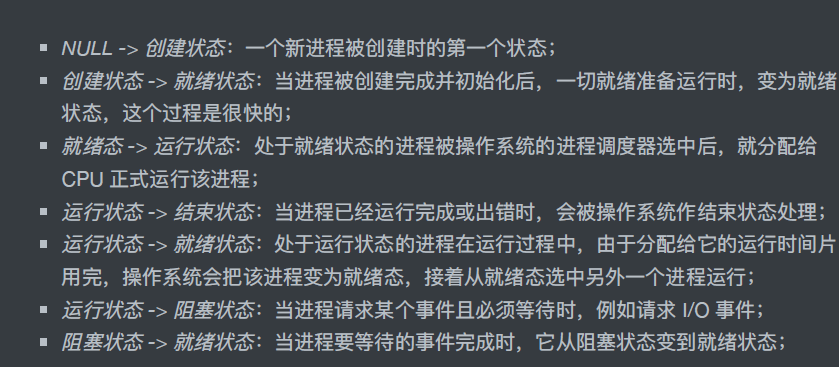 NULL -> 创建状态：一个新进程被创建时的第一个状态；
创建状态 -> 就绪状态：当进程被创建完成并初始化后，一切就绪准备运行时，变为就绪
状态，这个过程是很快的；
就绪态 -> 运行状态：处于就绪状态的进程被操作系统的进程调度器选中后，就分配给
CPU 正式运行该进程；
运行状态 -> 结束状态：当进程已经运行完成或出错时，会被操作系统作结束状态处理；
运行状态 -> 就绪状态：处于运行状态的进程在运行过程中，由于分配给它的运行时间片
用完，操作系统会把该进程变为就绪态，接着从就绪态选中另外一个进程运行；
运行状态 -> 阻塞状态：当进程请求某个事件且必须等待时，例如请求 I/O 事件；
阻塞状态 -> 就绪状态：当进程要等待的事件完成时，它从阻塞状态变到就绪状态；